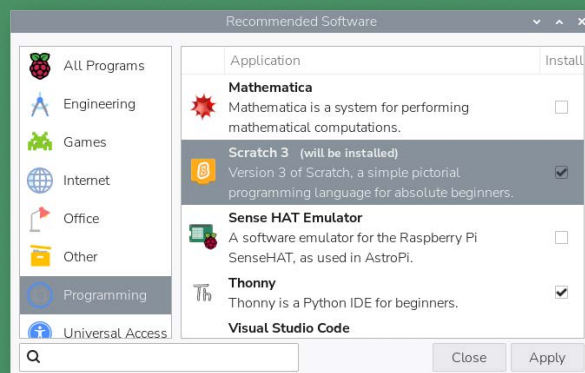 Recommended Software
All Programs
Engineering
Games
Internet
Office
Other
Programming
Universal Access
Application
Install
Mathematica
Mathematica is a system for performing
mathematical computations.
Scratch 3 (will be installed)
Version 3 of Scratch, a simple pictorial
programming language for absolute beginners.
Sense HAT Emulator
A software emulator for the Raspberry Pi
SenseHAT, as used in AstroPi.
Th
Thonny
Thonny is a Python IDE for beginners.
Visual Studio Code
Close
Apply